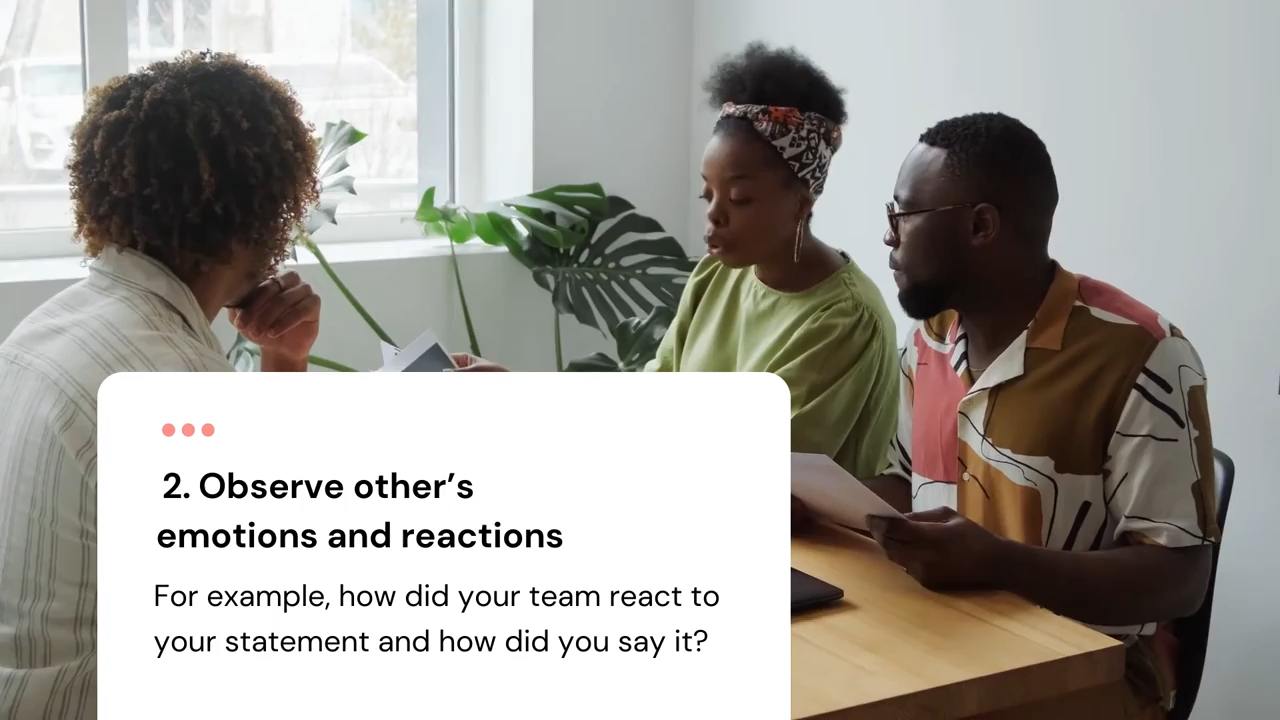 2. Observe other’s
emotions and reactions
For example, how did your team react to
your statement and how did you say it?